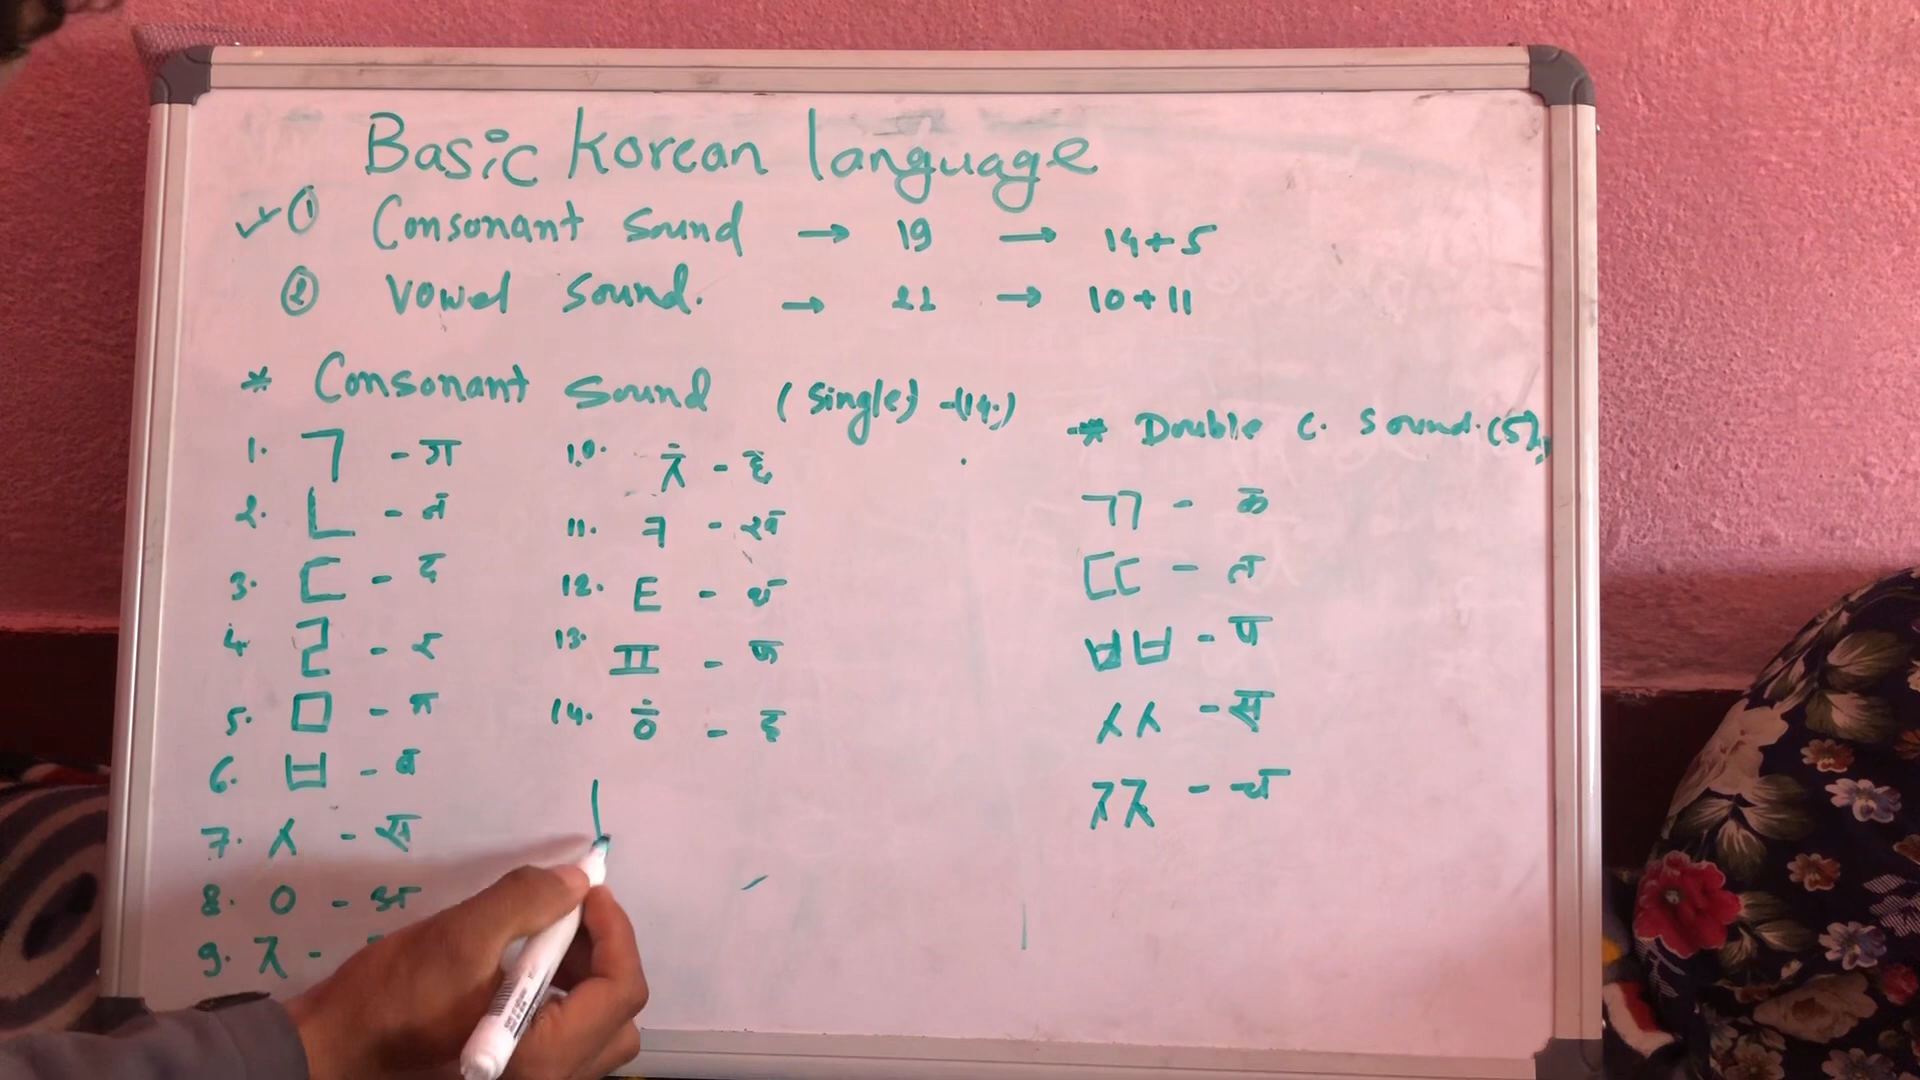 Basic Korean language
① Consonant Sound → 19 → 14+5
② Vowel Sound. → 21 → 10+11
* Consonant Sound (Single) -(14)
1. ㄱ - ग
2. ㄴ - न
3. ㄷ - द
4. ㄹ - र
5. ㅁ - म
6. ㅂ - ब
7. ㅅ - स
8. ㅇ - अ
9. ㅈ -
10. ㅊ - छ
11. ㅋ - ख
12. ㅌ - थ
13. ㅍ - फ
14. ㅎ - ह
* Double C. Sound. (5)
ㄲ - क
ㄸ - त
ㅃ - प
ㅆ - स
ㅉ - च